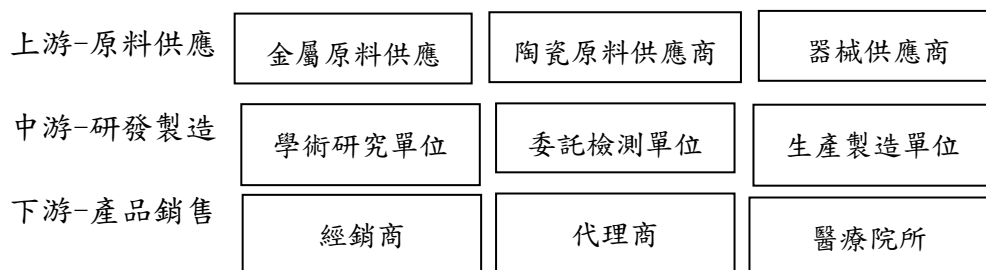 上游-原料供應 金屬原料供應 陶瓷原料供應商 器械供應商
中游-研發製造 學術研究單位 委託檢測單位 生產製造單位
下游-產品銷售 經銷商 代理商 醫療院所